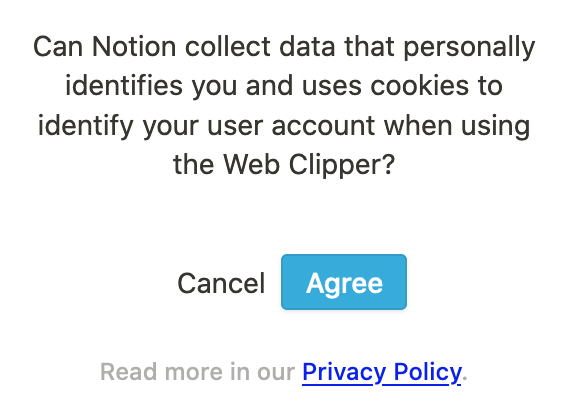 Can Notion collect data that personally
identifies you and uses cookies to
identify your user account when using
the Web Clipper?
Cancel Agree
Read more in our Privacy Policy.